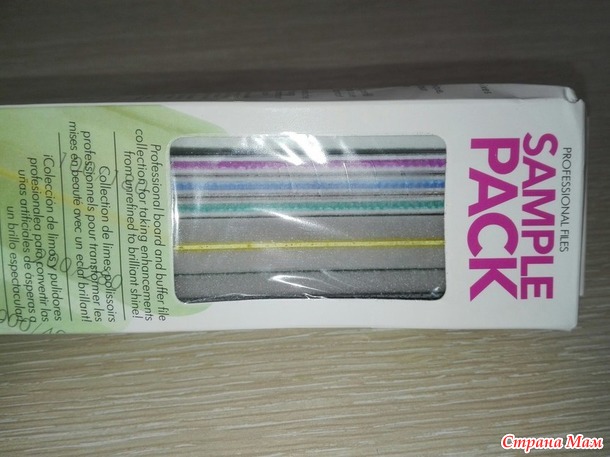 PROFESSIONAL FILES
SAMPLE
PACK
Professional board and buffer file
collection for taking enhancements
from unrefined to brilliant shine!
Collection de limes-polissoirs
professionnels pour transformer les
mises en beauté avec un éclat brillant!
¡Colección de limas y pulidores
profesionales para convertir las
uñas artificiales de ásperas a
un brillo espectacular!
Страна Мам